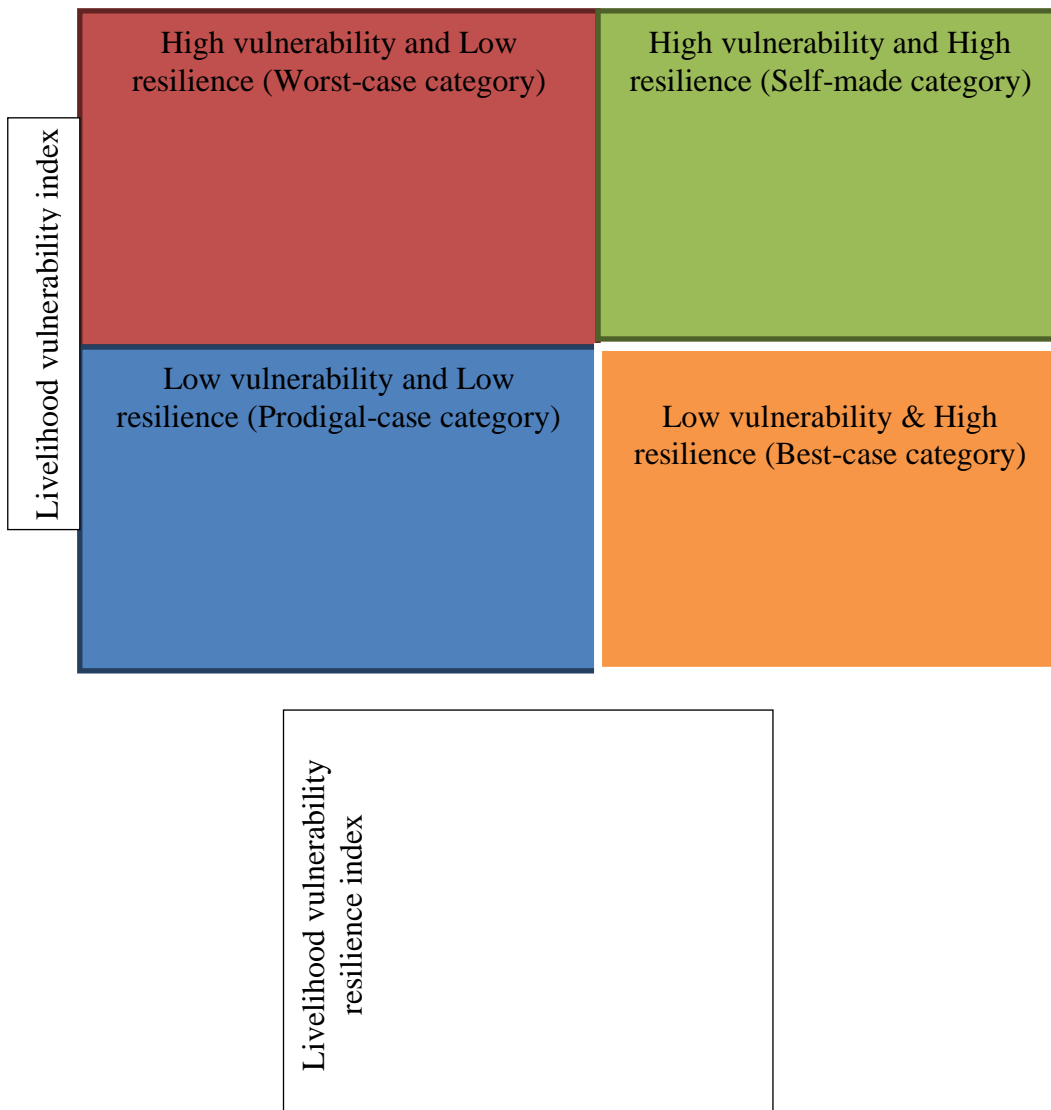 High vulnerability and Low
resilience (Worst-case category)
High vulnerability and High
resilience (Self-made category)
Livelihood vulnerability index
Low vulnerability and Low
resilience (Prodigal-case category)
Low vulnerability & High
resilience (Best-case category)
Livelihood vulnerability
resilience index